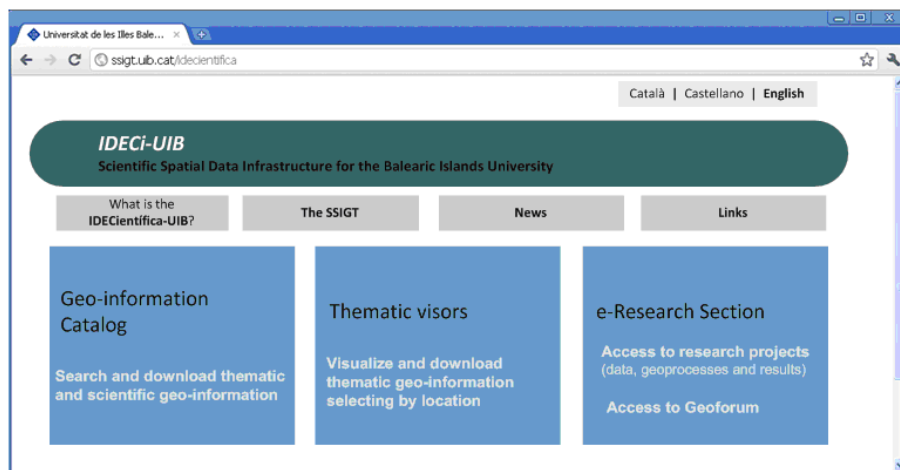 Universitat de les Illes Bale...
ssigt.uib.cat/idecientifica
Català | Castellano | English
IDECi-UIB
Scientific Spatial Data Infrastructure for the Balearic Islands University
What is the
IDECientífica-UIB?
The SSIGT
News
Links
Geo-information
Catalog
Search and download thematic
and scientific geo-information
Thematic visors
Visualize and download
thematic geo-information
selecting by location
e-Research Section
Access to research projects
(data, geoprocesses and results)
Access to Geoforum